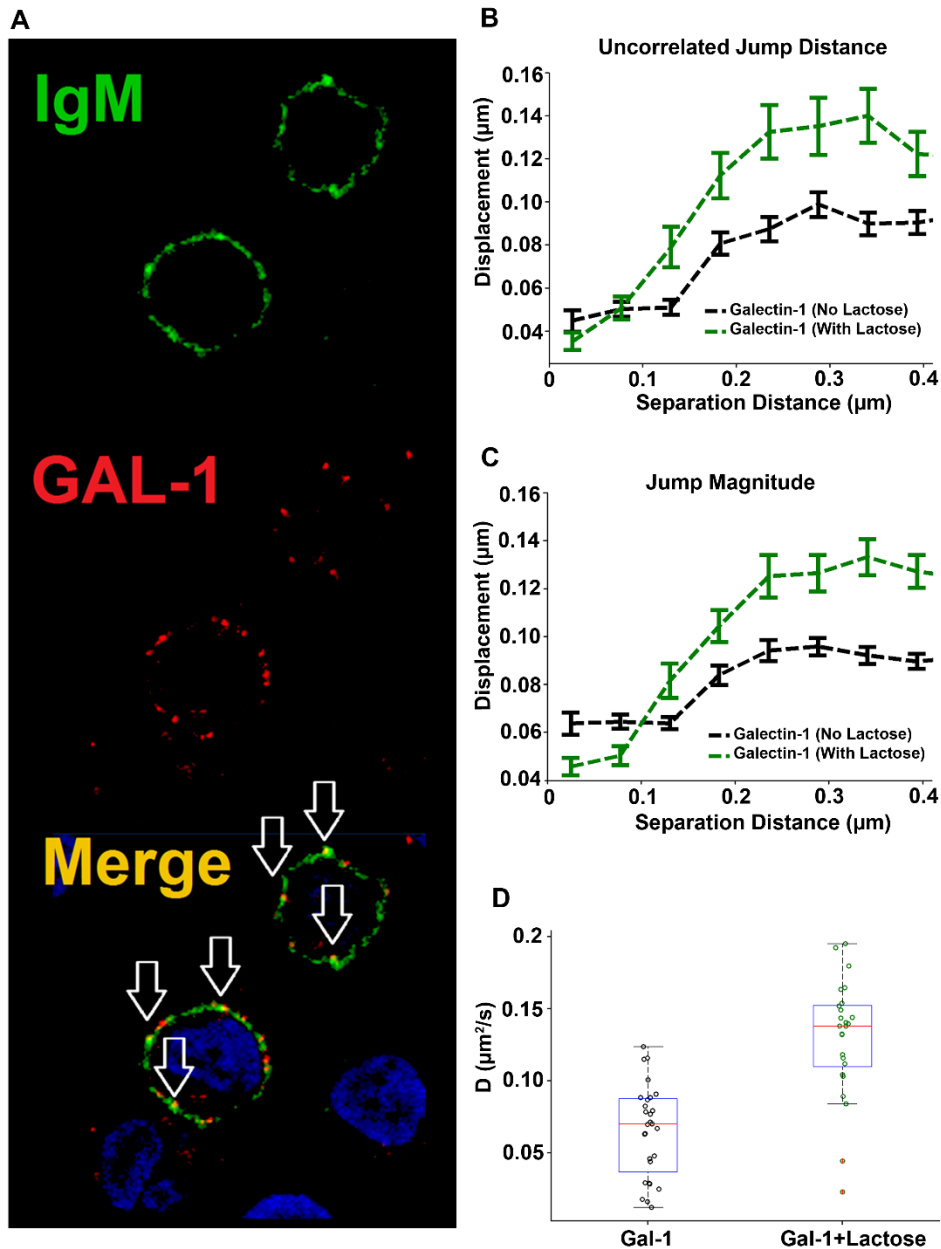 A
IgM
GAL-1
Merge
B
Uncorrelated Jump Distance
Displacement (µm)
0.16
0.14
0.12
0.10
0.08
0.06
0.04
0
0.1
0.2
0.3
0.4
Separation Distance (µm)
Galectin-1 (No Lactose)
Galectin-1 (With Lactose)
C
Jump Magnitude
Displacement (µm)
0.16
0.14
0.12
0.10
0.08
0.06
0.04
0
0.1
0.2
0.3
0.4
Separation Distance (µm)
Galectin-1 (No Lactose)
Galectin-1 (With Lactose)
D
D (µm²/s)
0.2
0.15
0.10
0.05
Gal-1
Gal-1+Lactose